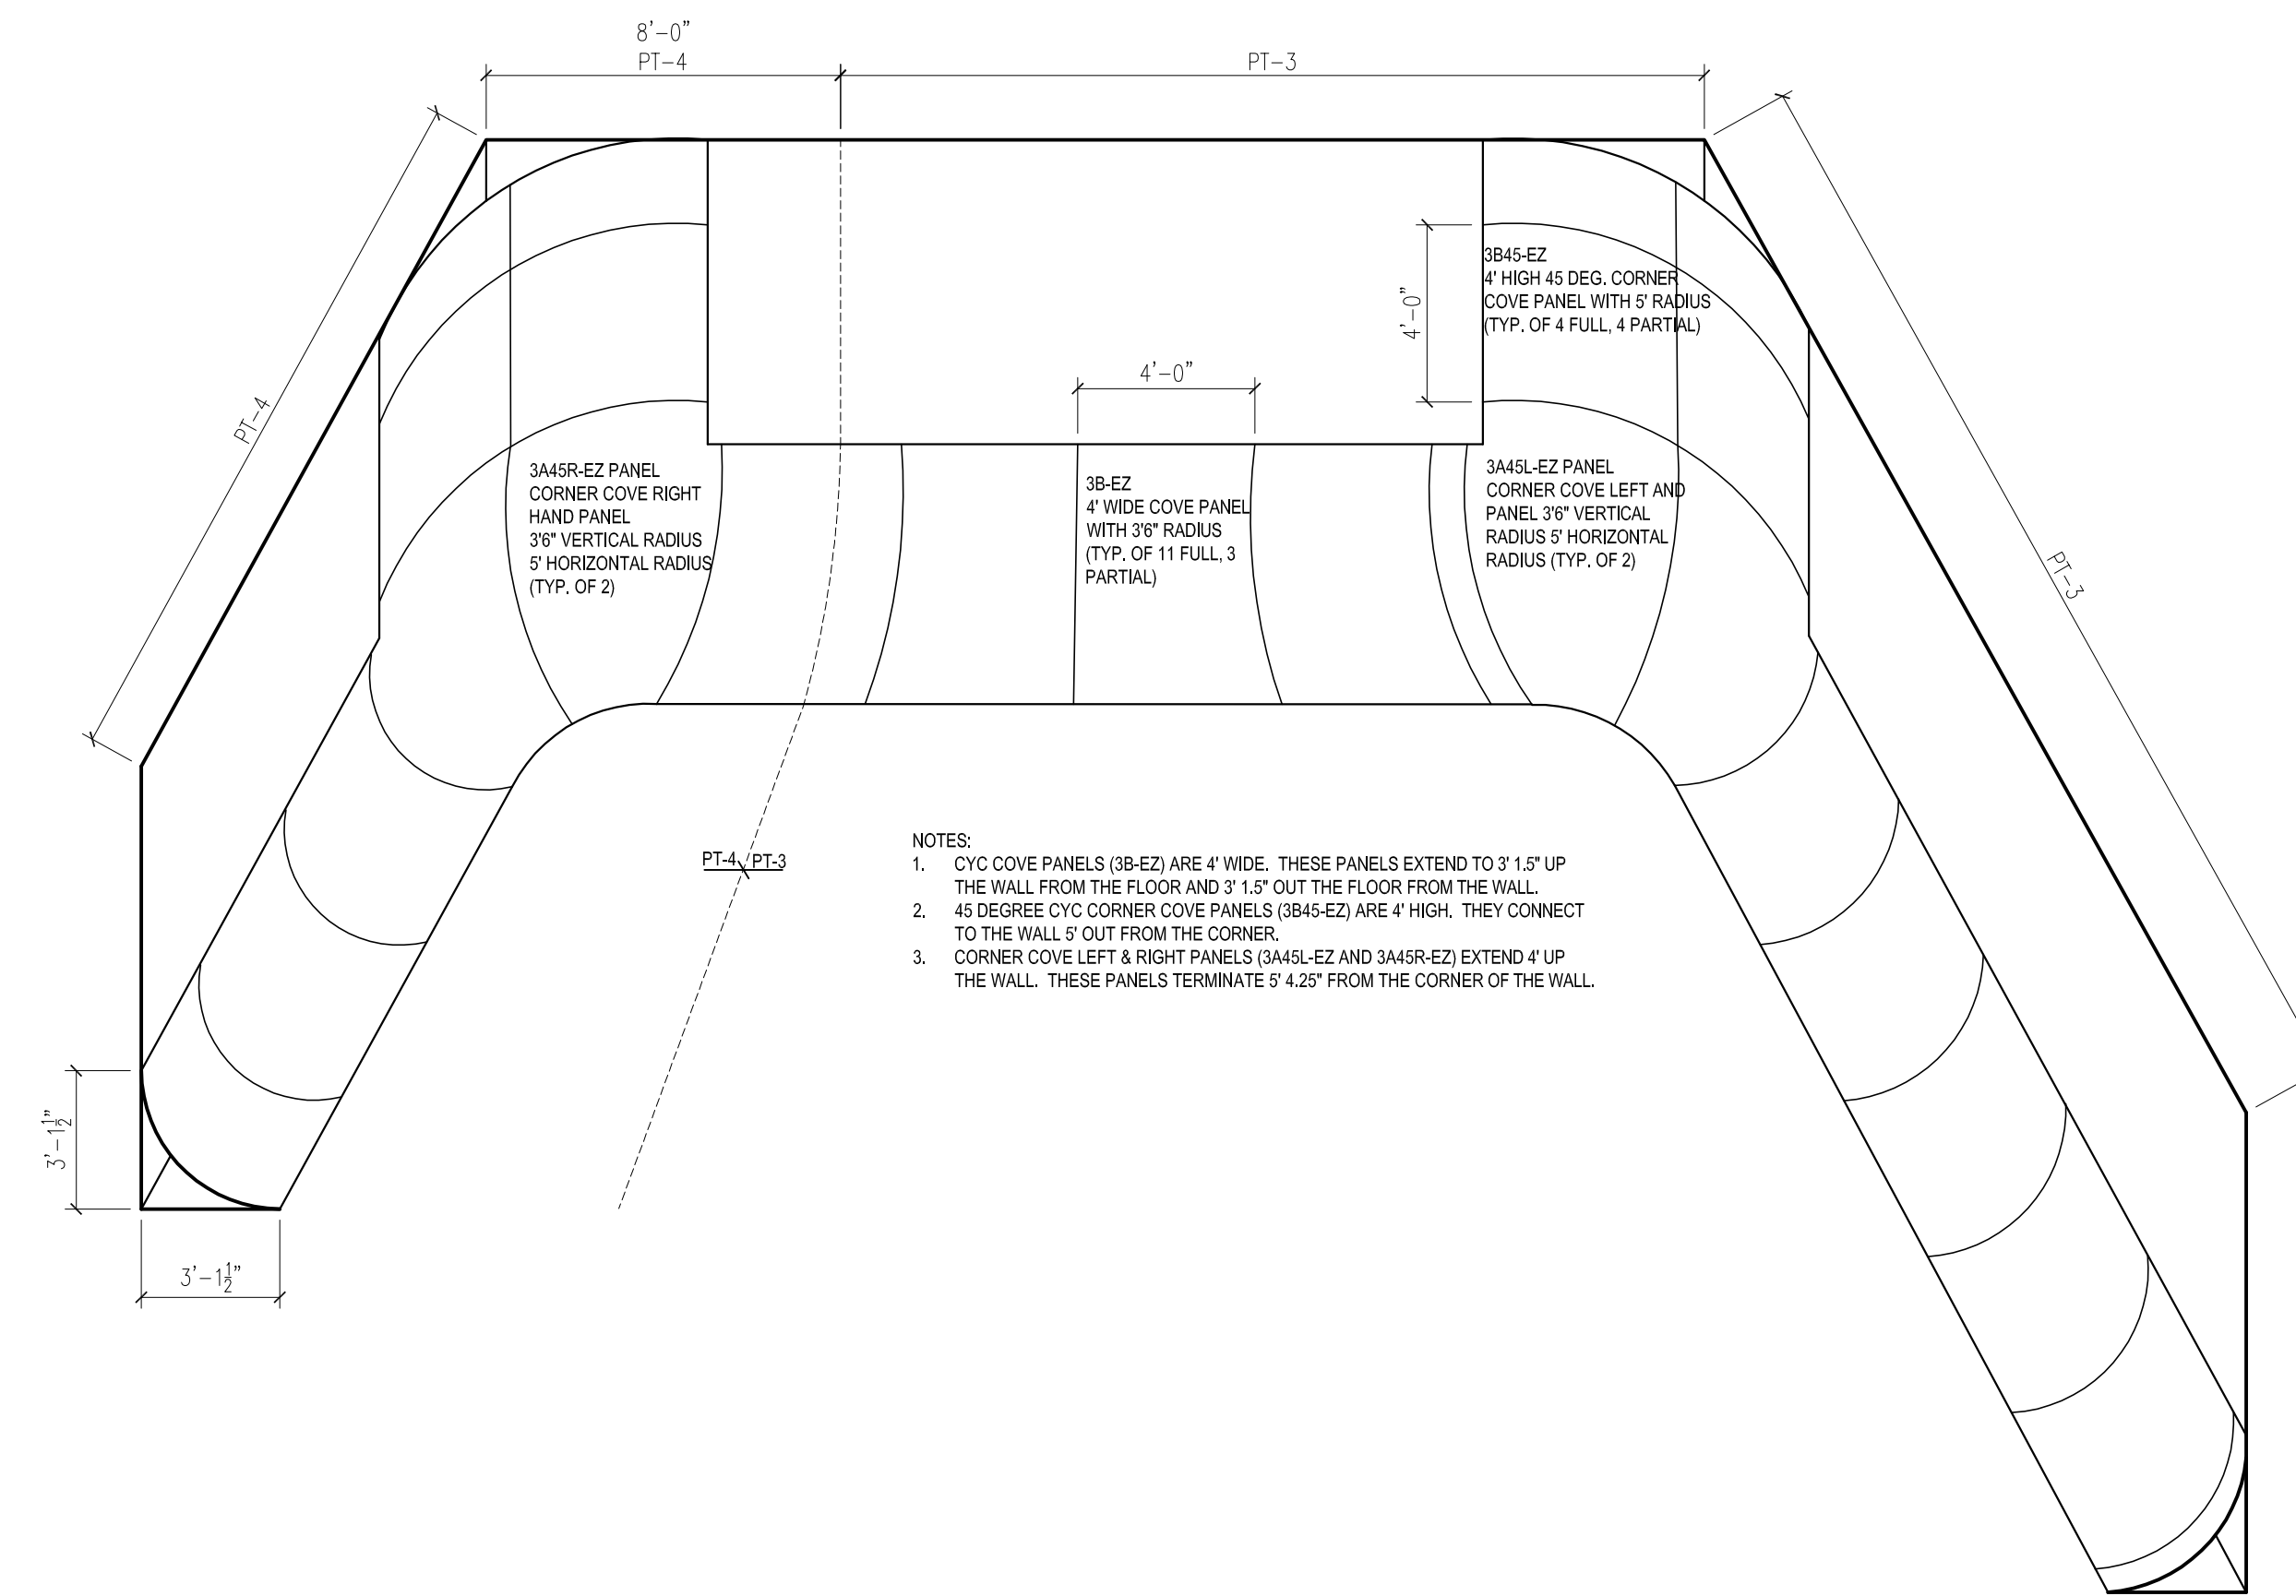 8'-0"
PT-4
PT-3
PT-4
PT-3
4'-0"
4'-0"
3B45-EZ
4' HIGH 45 DEG. CORNER
COVE PANEL WITH 5' RADIUS
(TYP. OF 4 FULL, 4 PARTIAL)
3A45R-EZ PANEL
CORNER COVE RIGHT
HAND PANEL
3'6" VERTICAL RADIUS
5' HORIZONTAL RADIUS
(TYP. OF 2)
3B-EZ
4' WIDE COVE PANEL
WITH 3'6" RADIUS
(TYP. OF 11 FULL, 3
PARTIAL)
3A45L-EZ PANEL
CORNER COVE LEFT AND
PANEL 3'6" VERTICAL
RADIUS 5' HORIZONTAL
RADIUS (TYP. OF 2)
PT-4 PT-3
NOTES:
1. CYC COVE PANELS (3B-EZ) ARE 4' WIDE. THESE PANELS EXTEND TO 3' 1.5" UP
THE WALL FROM THE FLOOR AND 3' 1.5" OUT THE FLOOR FROM THE WALL.
2. 45 DEGREE CYC CORNER COVE PANELS (3B45-EZ) ARE 4' HIGH. THEY CONNECT
TO THE WALL 5' OUT FROM THE CORNER.
3. CORNER COVE LEFT & RIGHT PANELS (3A45L-EZ AND 3A45R-EZ) EXTEND 4' UP
THE WALL. THESE PANELS TERMINATE 5' 4.25" FROM THE CORNER OF THE WALL.
3'-1 1/2"
3'-1 1/2"